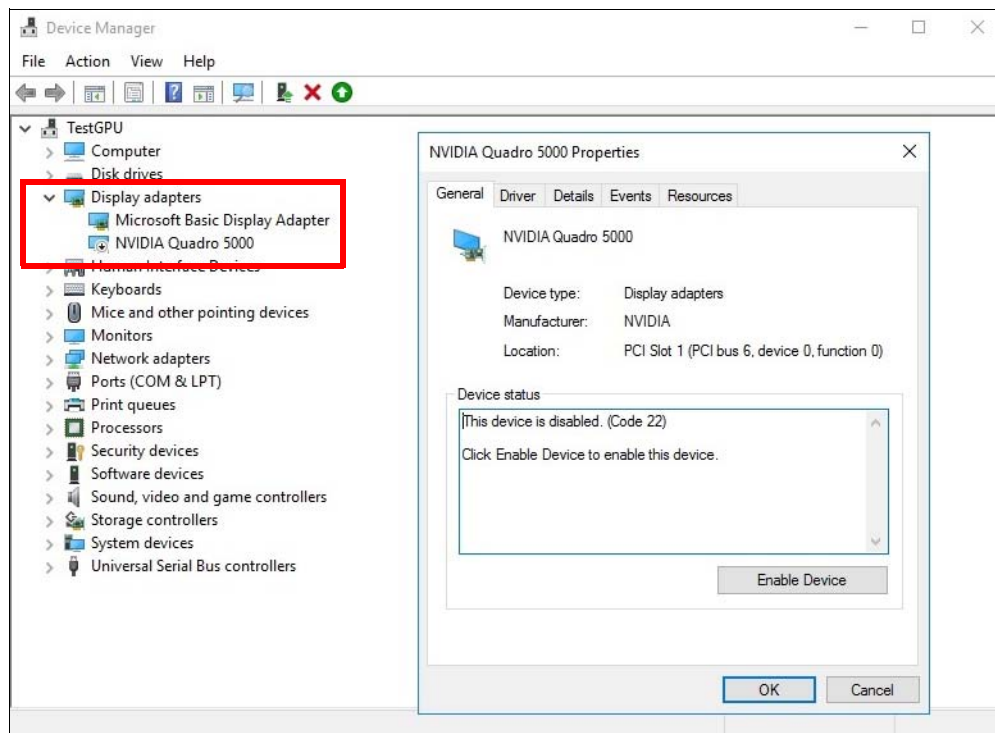 Device Manager
File Action View Help
TestGPU
Computer
Disk drives
Display adapters
Microsoft Basic Display Adapter
NVIDIA Quadro 5000
Human Interface Devices
Keyboards
Mice and other pointing devices
Monitors
Network adapters
Ports (COM & LPT)
Print queues
Processors
Security devices
Software devices
Sound, video and game controllers
Storage controllers
System devices
Universal Serial Bus controllers
NVIDIA Quadro 5000 Properties
General Driver Details Events Resources
NVIDIA Quadro 5000
Device type: Display adapters
Manufacturer: NVIDIA
Location: PCI Slot 1 (PCI bus 6, device 0, function 0)
Device status
This device is disabled. (Code 22)
Click Enable Device to enable this device.
Enable Device
OK Cancel